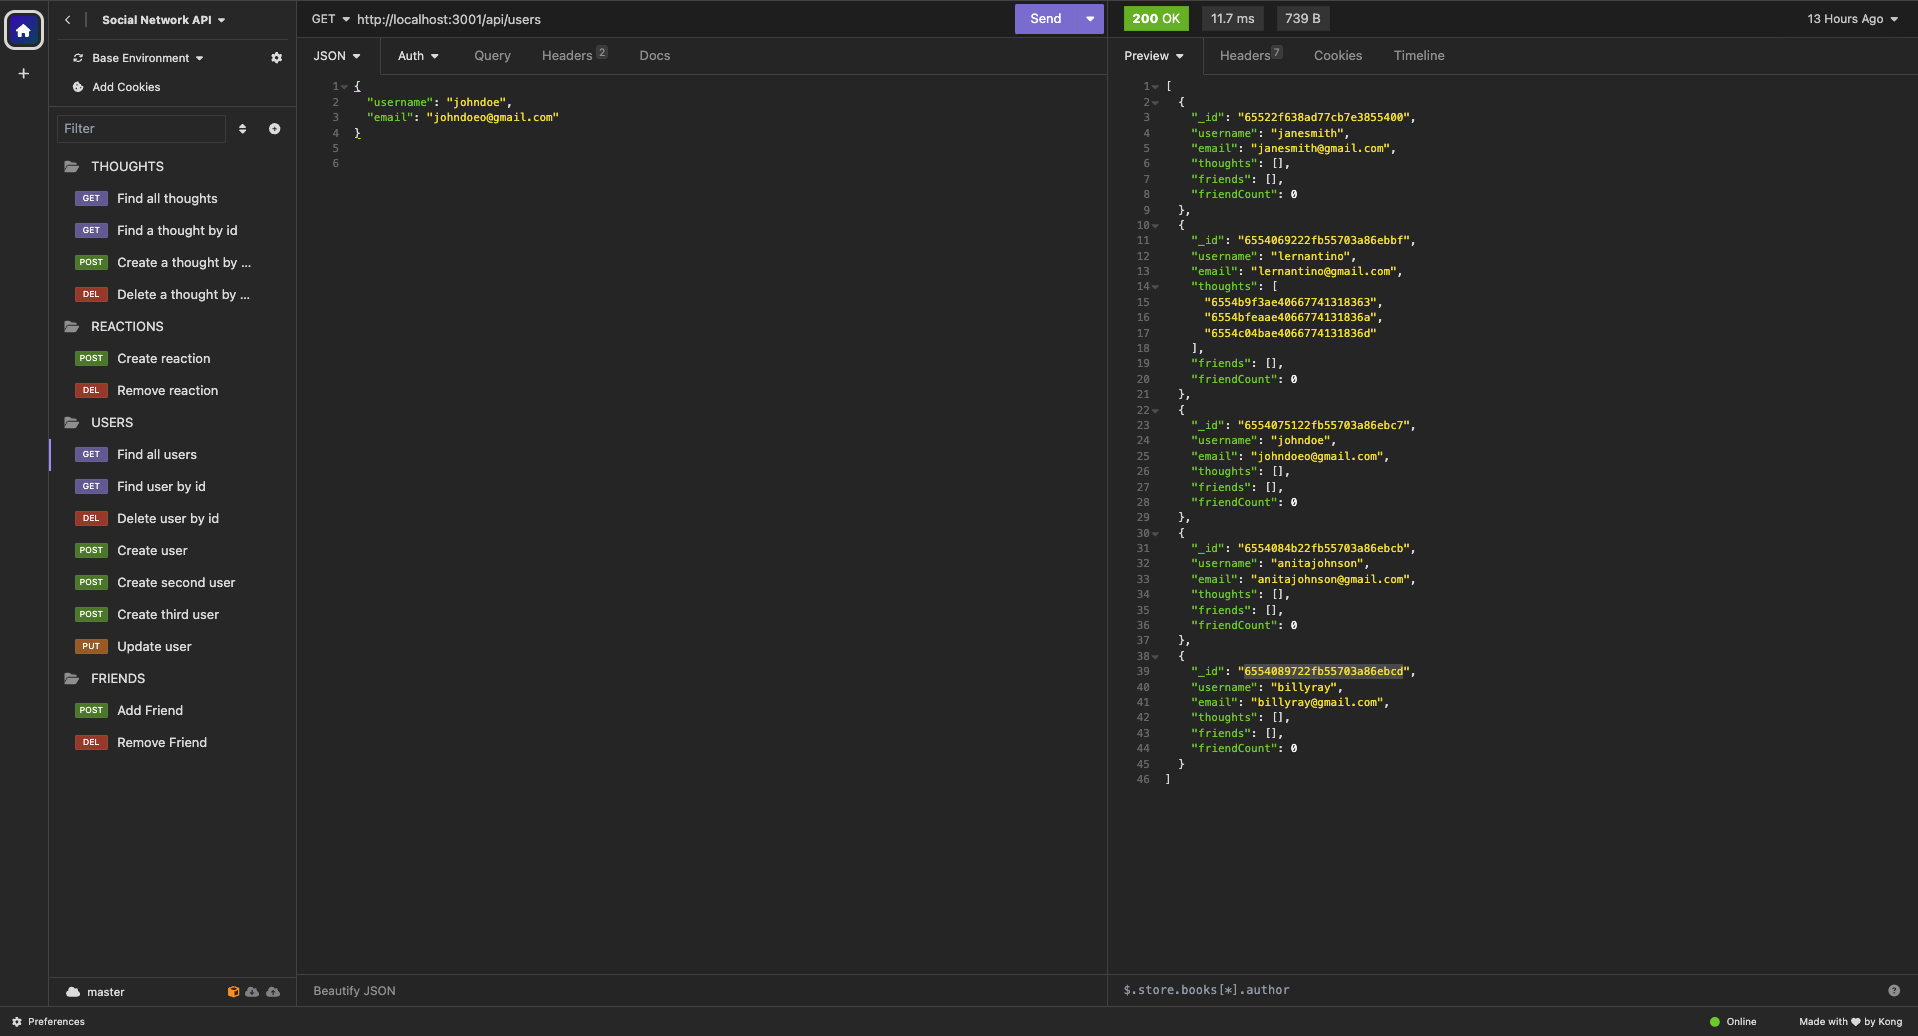 Social Network API
Base Environment
Add Cookies
Filter
THOUGHTS
GET Find all thoughts
GET Find a thought by id
POST Create a thought by ...
DEL Delete a thought by ...
REACTIONS
POST Create reaction
DEL Remove reaction
USERS
GET Find all users
GET Find user by id
DEL Delete user by id
POST Create user
POST Create second user
POST Create third user
PUT Update user
FRIENDS
POST Add Friend
DEL Remove Friend
master
GET http://localhost:3001/api/users Send
JSON Auth Query Headers 2 Docs
1 {
2 "username": "johndoe",
3 "email": "johndoeo@gmail.com"
4 }
5
6
Beautify JSON
200 OK 11.7 ms 739 B 13 Hours Ago
Preview Headers 7 Cookies Timeline
1 [
2 {
3 "_id": "65522f638ad77cb7e3855400",
4 "username": "janesmith",
5 "email": "janesmith@gmail.com",
6 "thoughts": [],
7 "friends": [],
8 "friendCount": 0
9 },
10 {
11 "_id": "6554069222fb55703a86ebbf",
12 "username": "lernantino",
13 "email": "lernantino@gmail.com",
14 "thoughts": [
15 "6554b9f3ae40667741318363",
16 "6554bfeaae4066774131836a",
17 "6554c04bae4066774131836d"
18 ],
19 "friends": [],
20 "friendCount": 0
21 },
22 {
23 "_id": "6554075122fb55703a86ebc7",
24 "username": "johndoe",
25 "email": "johndoeo@gmail.com",
26 "thoughts": [],
27 "friends": [],
28 "friendCount": 0
29 },
30 {
31 "_id": "6554084b22fb55703a86ebcb",
32 "username": "anitajohnson",
33 "email": "anitajohnson@gmail.com",
34 "thoughts": [],
35 "friends": [],
36 "friendCount": 0
37 },
38 {
39 "_id": "6554089722fb55703a86ebcd",
40 "username": "billyray",
41 "email": "billyray@gmail.com",
42 "thoughts": [],
43 "friends": [],
44 "friendCount": 0
45 }
46 ]
$.store.books[*].author
Preferences
Online Made with ♥ by Kong